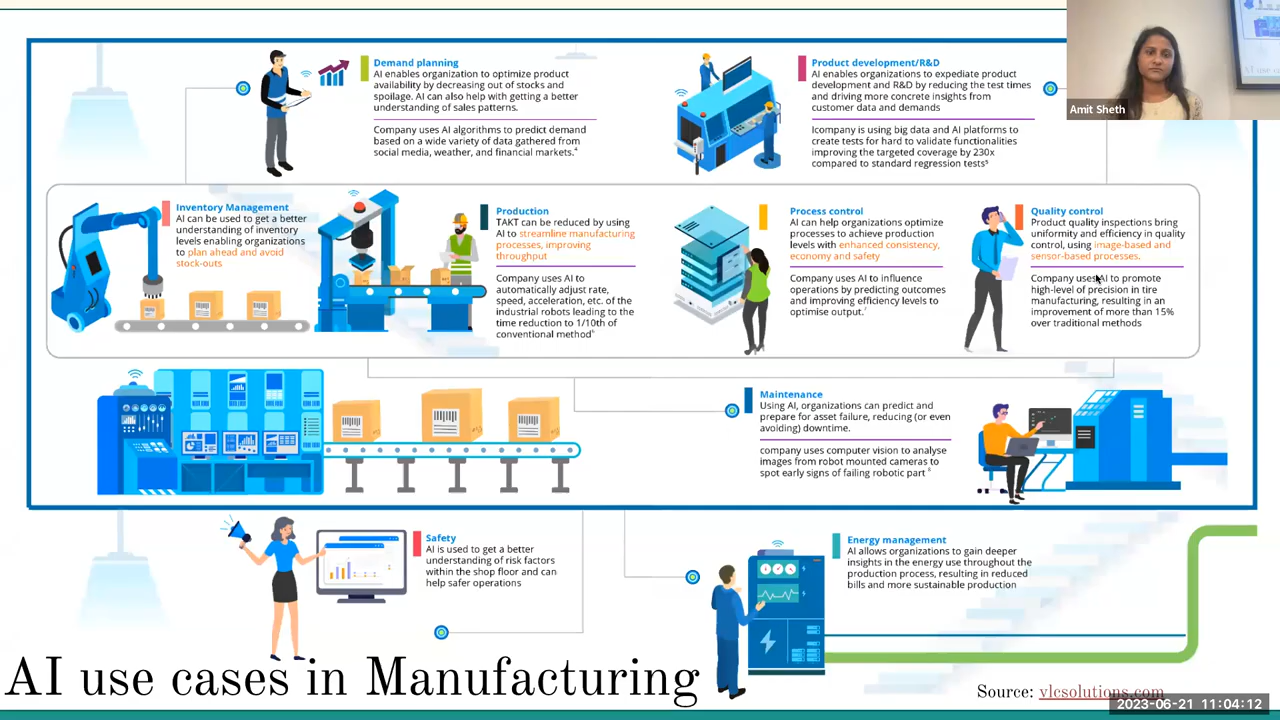 Demand planning
AI enables organization to optimize product
availability by decreasing out of stocks and
spoilage. AI can also help with getting a better
understanding of sales patterns.
Company uses AI algorithms to predict demand
based on a wide variety of data gathered from
social media, weather, and financial markets.⁴
Product development/R&D
AI enables organizations to expediate product
development and R&D by reducing the test times
and driving more concrete insights from
customer data and demands
Icompany is using big data and AI platforms to
create tests for hard to validate functionalities
improving the targeted coverage by 230x
compared to standard regression tests⁵
Amit Sheth
Inventory Management
AI can be used to get a better
understanding of inventory
levels enabling organizations
to plan ahead and avoid
stock-outs
Production
TAKT can be reduced by using
AI to streamline manufacturing
processes, improving
throughput
Company uses AI to
automatically adjust rate,
speed, acceleration, etc. of the
industrial robots leading to the
time reduction to 1/10th of
conventional method⁶
Process control
AI can help organizations optimize
processes to achieve production
levels with enhanced consistency,
economy and safety
Company uses AI to influence
operations by predicting outcomes
and improving efficiency levels to
optimise output.⁷
Quality control
Product quality inspections bring
uniformity and efficiency in quality
control, using image-based and
sensor-based processes.
Company uses AI to promote
high-level of precision in tire
manufacturing, resulting in an
improvement of more than 15%
over traditional methods
Maintenance
Using AI, organizations can predict and
prepare for asset failure, reducing (or even
avoiding) downtime.
company uses computer vision to analyse
images from robot mounted cameras to
spot early signs of failing robotic part ⁸
Safety
AI is used to get a better
understanding of risk factors
within the shop floor and can
help safer operations
Energy management
AI allows organizations to gain deeper
insights in the energy use throughout the
production process, resulting in reduced
bills and more sustainable production
AI use cases in Manufacturing
Source: vlcsolutions.com
2023-06-21 11:04:12